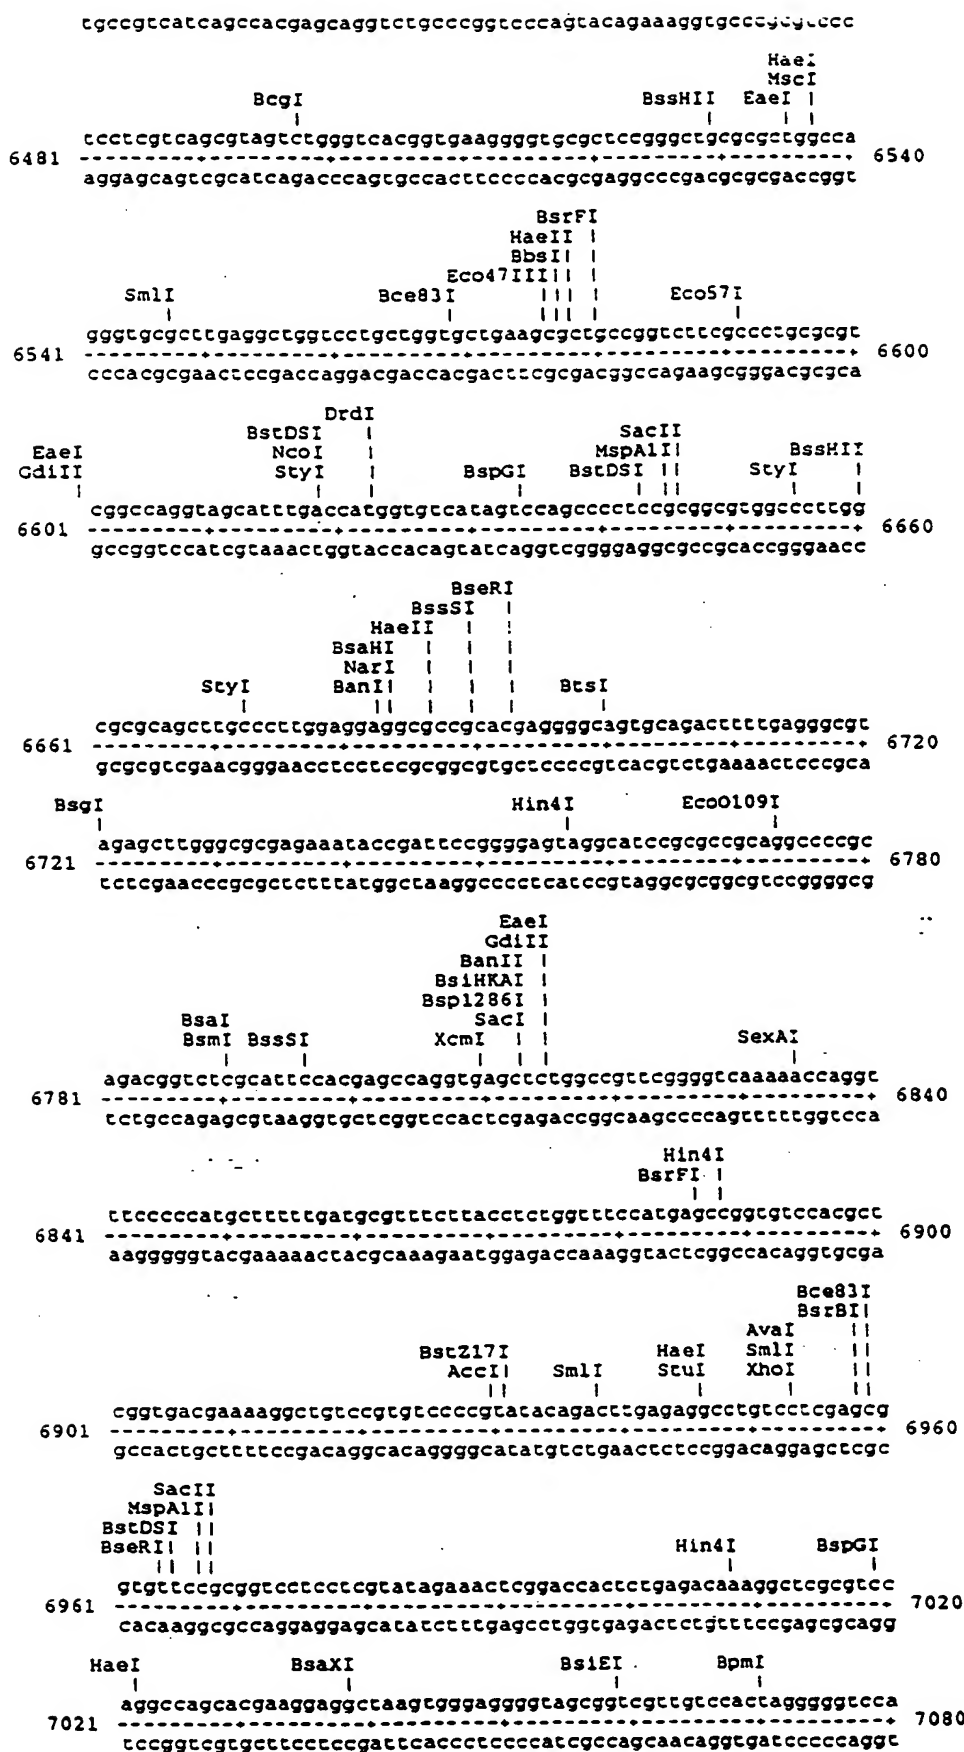 tgccgtcatcagccacgagcaggtctgcccggtcccagtacagaaaggtgcccgcgtccc
HaeI
MscI
BcgI BssHII EaeI
tcctcgtcagcgtagtctgggtcacggtgaaggggtgcgctccgggctgcgcgctggcca
6481 6540
aggagcagtcgcatcagacccagtgccacttccccacgcgaggcccgacgcgcgaccggt
BsrFI
HaeII
BbsI
Eco47III
SmlI Bce83I Eco57I
gggtgcgcttgaggctggtcctgctggtgctgaagcgctgccggtcttcgccctgcgcgt
6541 6600
cccacgcgaactccgaccaggacgaccacgacttcgcgacggccagaagcgggacgcgca
DrdI
BstDSI SacII
EaeI NcoI MspA1I BssHII
GdiII StyI BspGI BstDSI StyI
cggccaggtagcatttgaccatggtgtcatagtccagcccctccgcggcgtggcccttgg
6601 6660
gccggtccatcgtaaactggtaccacagtatcaggtcggggaggcgccgcaccgggaacc
BseRI
BssSI
HaeII
BsaHI
NarI
StyI BanI BtsI
cgcgcagcttgcccttggaggaggcgccgcacgaggggcagtgcagacttttgagggcgt
6661 6720
gcgcgtcgaacgggaacctcctccgcggcgtgctccccgtcacgtctgaaaactcccgca
BsgI Hin4I EcoO109I
agagcttgggcgcgagaaataccgattccggggagtaggcatccgcgccgcaggccccgc
6721 6780
tctcgaacccgcgctctttatggctaaggcccctcatccgtaggcgcggcgtccggggcg
EaeI
GdiII
BanII
BsiHKAI
Bsp1286I
BsaI SacI
BsmI BssSI XcmI SexAI
agacggtctcgcattccacgagccaggtgagctctggccgttcggggtcaaaaaccaggt
6781 6840
tctgccagagcgtaaggtgctcggtccactcgagaccggcaagccccagtttttggtcca
Hin4I
BsrFI
ttcccccatgctttttgatgcgtttcttacctctggtttccatgagccggtgtccacgct
6841 6900
aagggggtacgaaaaactacgcaaagaatggagaccaaaggtactcggccacaggtgcga
Bce83I
BsrBI
AvaI
BstZ17I HaeI SmlI
AccI SmlI StuI XhoI
cggtgacgaaaaggctgtccgtgtccccgtatacagacttgagaggcctgtcctcgagcg
6901 6960
gccactgcttttccgacaggcacaggggcatatgtctgaactctccggacaggagctcgc
SacII
MspA1I
BstDSI
BseRI Hin4I BspGI
gtgttccgcggtcctcctcgtatagaaactcggaccactctgagacaaaggctcgcgtcc
6961 7020
cacaaggcgccaggaggagcatatctttgagcctggtgagactctgtttccgagcgcagg
HaeI BsaXI BsiEI BpmI
aggccagcacgaaggaggctaagtgggaggggtagcggtcgttgtccactagggggtcca
7021 7080
tccggtcgtgcttcctccgattcaccctccccatcgccagcaacaggtgatcccccaggt